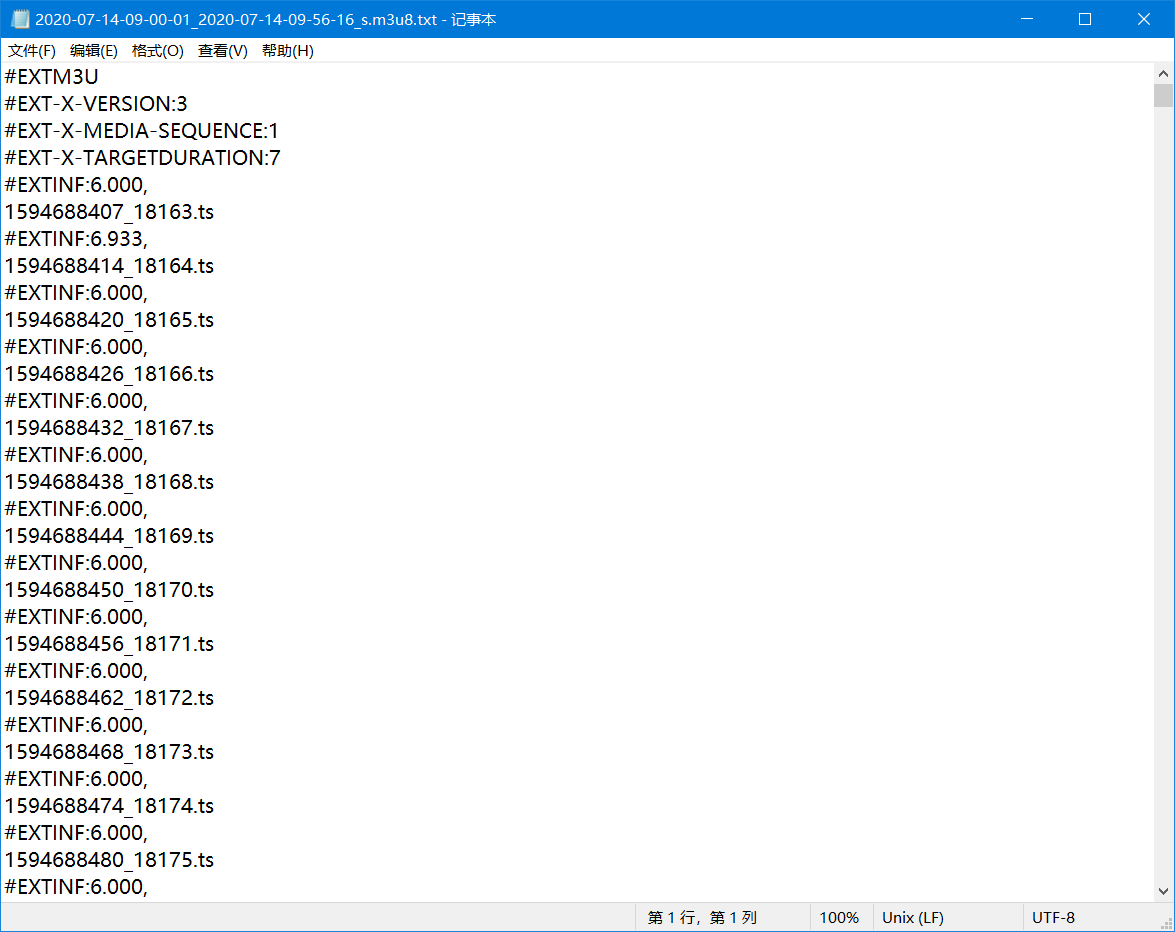 2020-07-14-09-00-01_2020-07-14-09-56-16_s.m3u8.txt - 记事本
文件(F) 编辑(E) 格式(O) 查看(V) 帮助(H)
#EXTM3U
#EXT-X-VERSION:3
#EXT-X-MEDIA-SEQUENCE:1
#EXT-X-TARGETDURATION:7
#EXTINF:6.000,
1594688407_18163.ts
#EXTINF:6.933,
1594688414_18164.ts
#EXTINF:6.000,
1594688420_18165.ts
#EXTINF:6.000,
1594688426_18166.ts
#EXTINF:6.000,
1594688432_18167.ts
#EXTINF:6.000,
1594688438_18168.ts
#EXTINF:6.000,
1594688444_18169.ts
#EXTINF:6.000,
1594688450_18170.ts
#EXTINF:6.000,
1594688456_18171.ts
#EXTINF:6.000,
1594688462_18172.ts
#EXTINF:6.000,
1594688468_18173.ts
#EXTINF:6.000,
1594688474_18174.ts
#EXTINF:6.000,
1594688480_18175.ts
#EXTINF:6.000,
第 1 行，第 1 列 100% Unix (LF) UTF-8